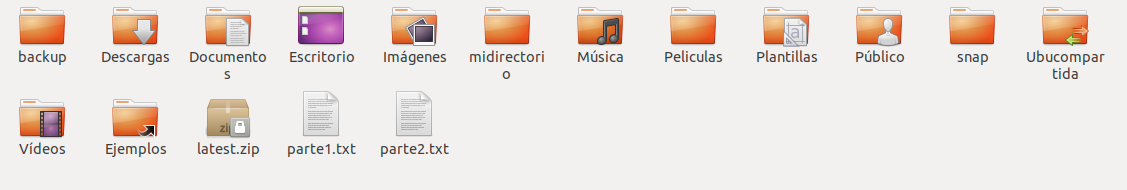 backup Descargas Documento Escritorio Imágenes midirectori Música Peliculas Plantillas Público snap Ubucompar
s o tida
Vídeos Ejemplos latest.zip parte1.txt parte2.txt